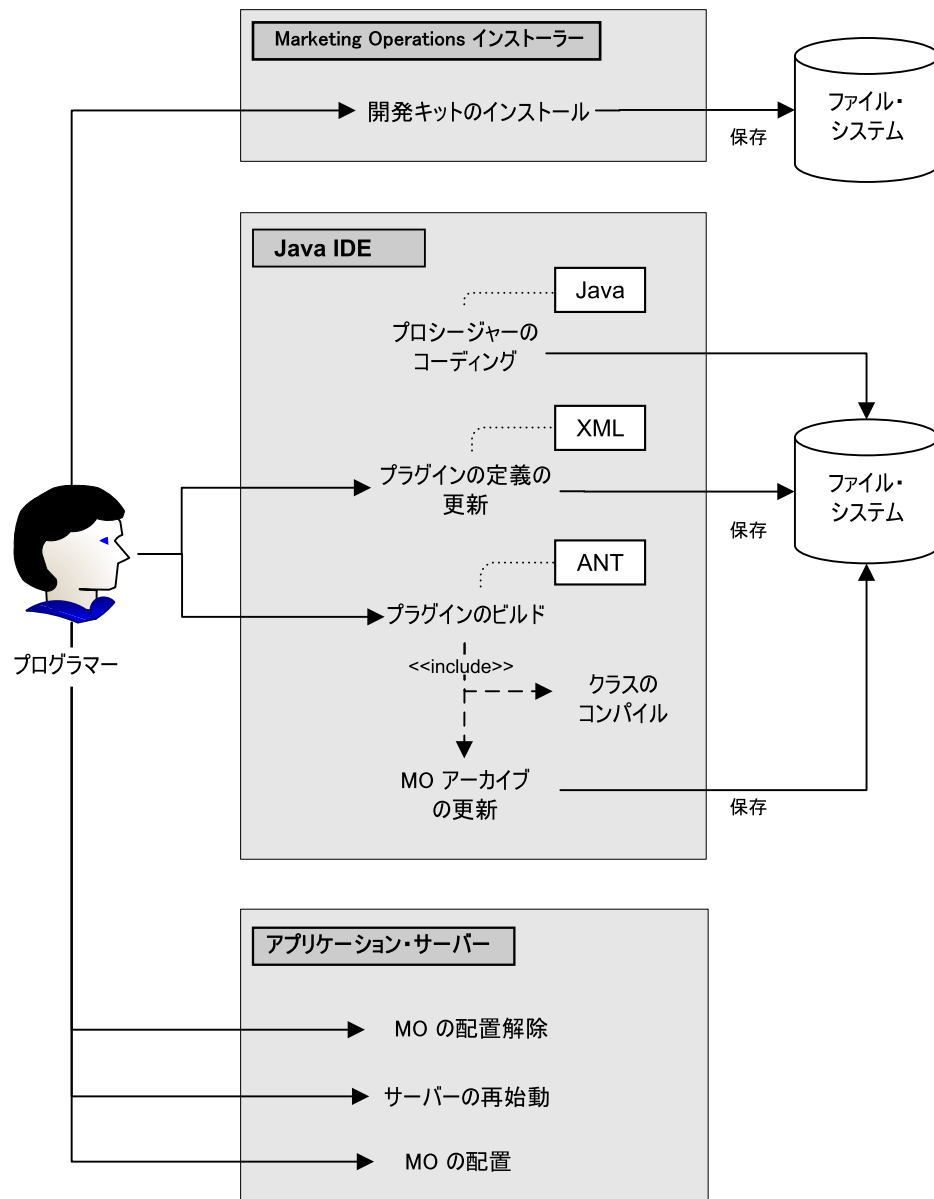 Marketing Operations インストーラー
開発キットのインストール
保存
ファイル・
システム
Java IDE
Java
プロシージャーの
コーディング
XML
プラグインの定義の
更新
保存
ファイル・
システム
ANT
プラグインのビルド
プログラマー
<<include>>
クラスの
コンパイル
MO アーカイブ
の更新
保存
アプリケーション・サーバー
MO の配置解除
サーバーの再始動
MO の配置